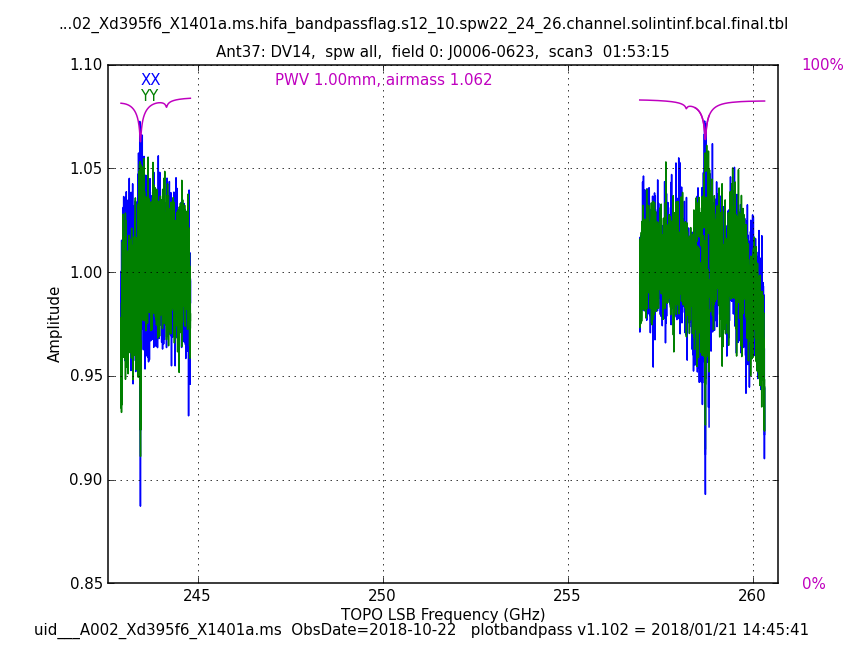 ...02_Xd395f6_X1401a.ms.hifa_bandpassflag.s12_10.spw22_24_26.channel.solintinf.bcal.final.tbl
Ant37: DV14,  spw all,  field 0: J0006-0623,  scan3  01:53:15
1.10
XX
YY
PWV 1.00mm, airmass 1.062
100%
1.05
1.00
Amplitude
0.95
0.90
0.85
0%
245
250
255
260
TOPO LSB Frequency (GHz)
uid___A002_Xd395f6_X1401a.ms  ObsDate=2018-10-22   plotbandpass v1.102 = 2018/01/21 14:45:41